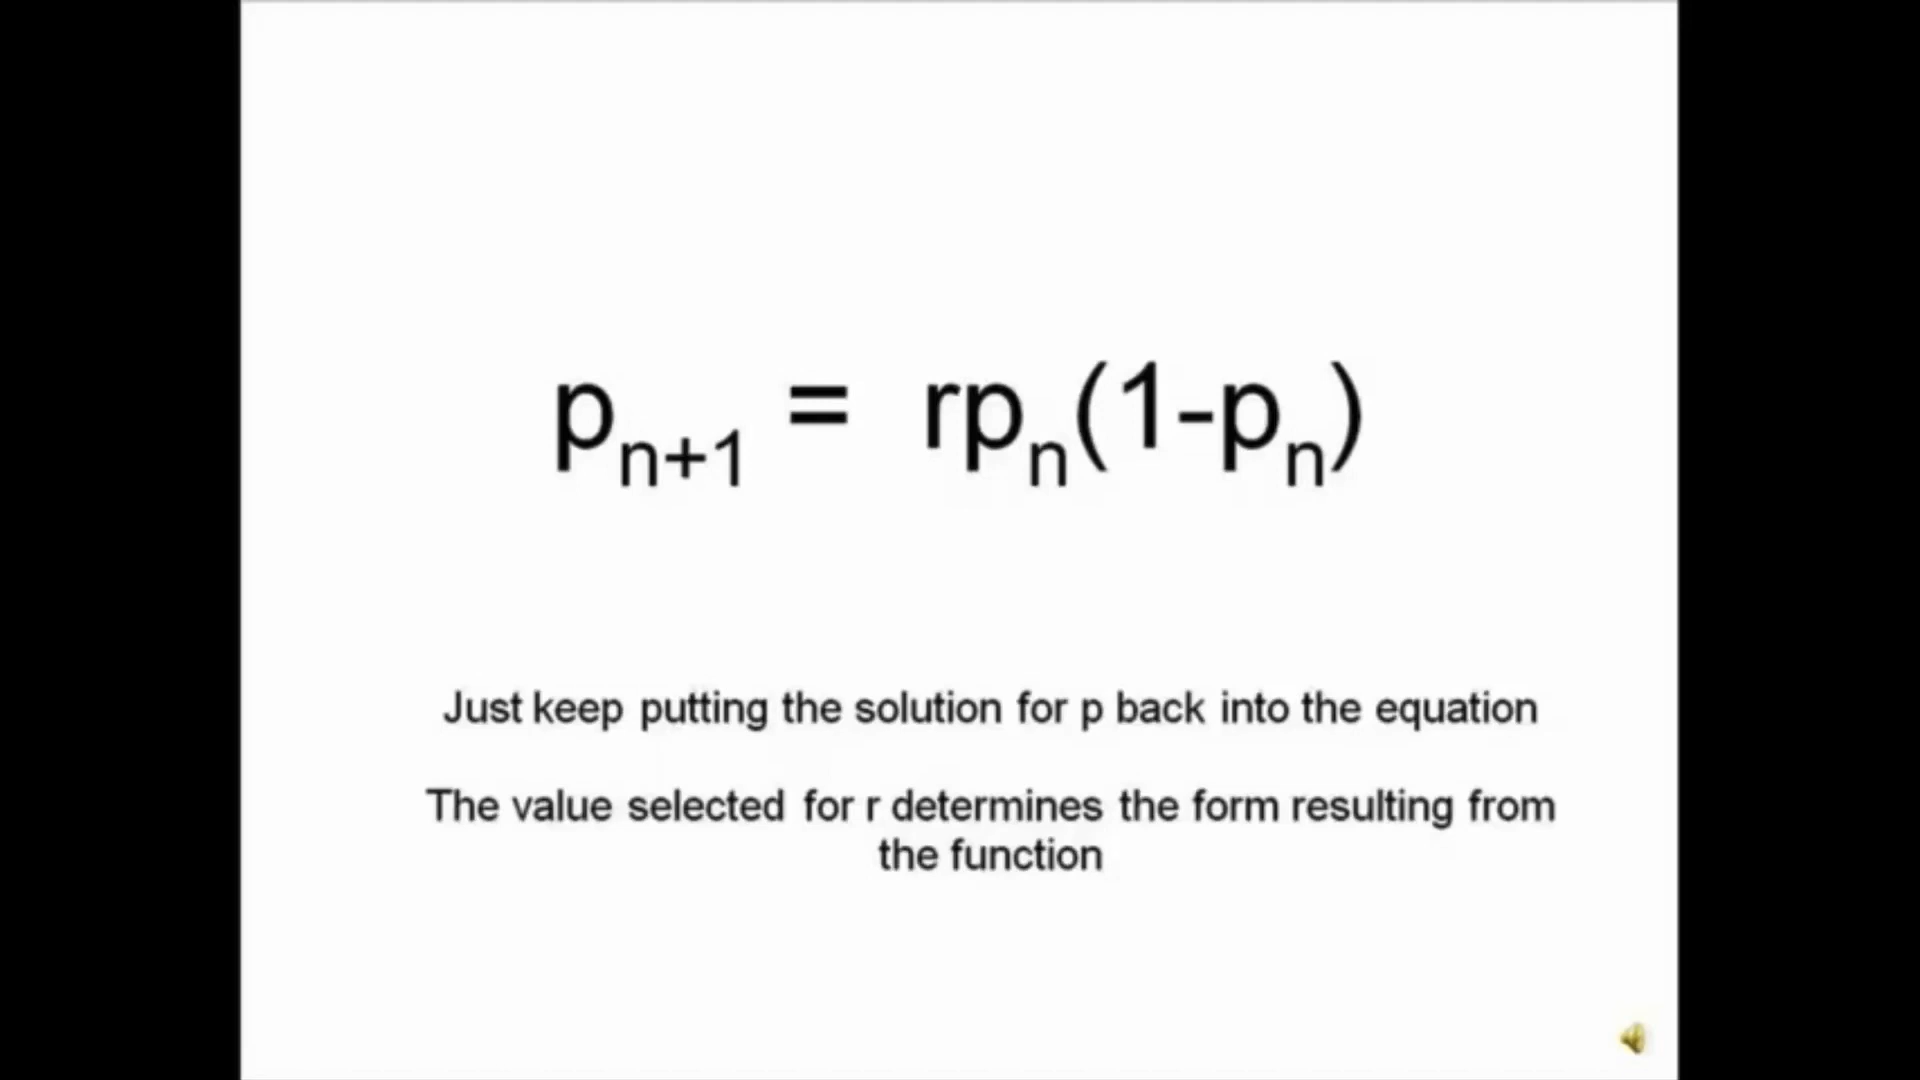 pₙ₊₁ = rpₙ(1-pₙ)
Just keep putting the solution for p back into the equation
The value selected for r determines the form resulting from
the function